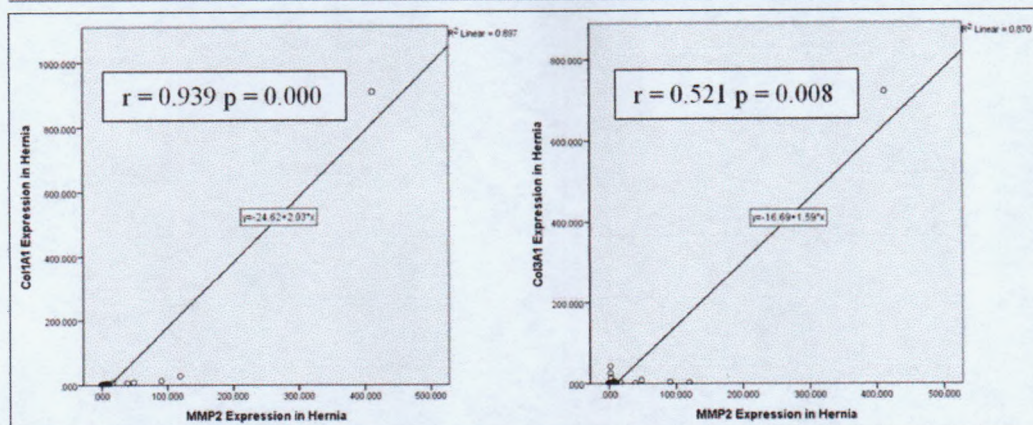 R² Linear = 0.897
r = 0.939 p = 0.000
y=-24.62+2.03*x
Col1A1 Expression in Hernia
1000.000
800.000
600.000
400.000
200.000
.000
.000 100.000 200.000 300.000 400.000 500.000
MMP2 Expression in Hernia
R² Linear = 0.870
r = 0.521 p = 0.008
y=-16.69+1.59*x
Col3A1 Expression in Hernia
800.000
600.000
400.000
200.000
.000
.000 100.000 200.000 300.000 400.000 500.000
MMP2 Expression in Hernia